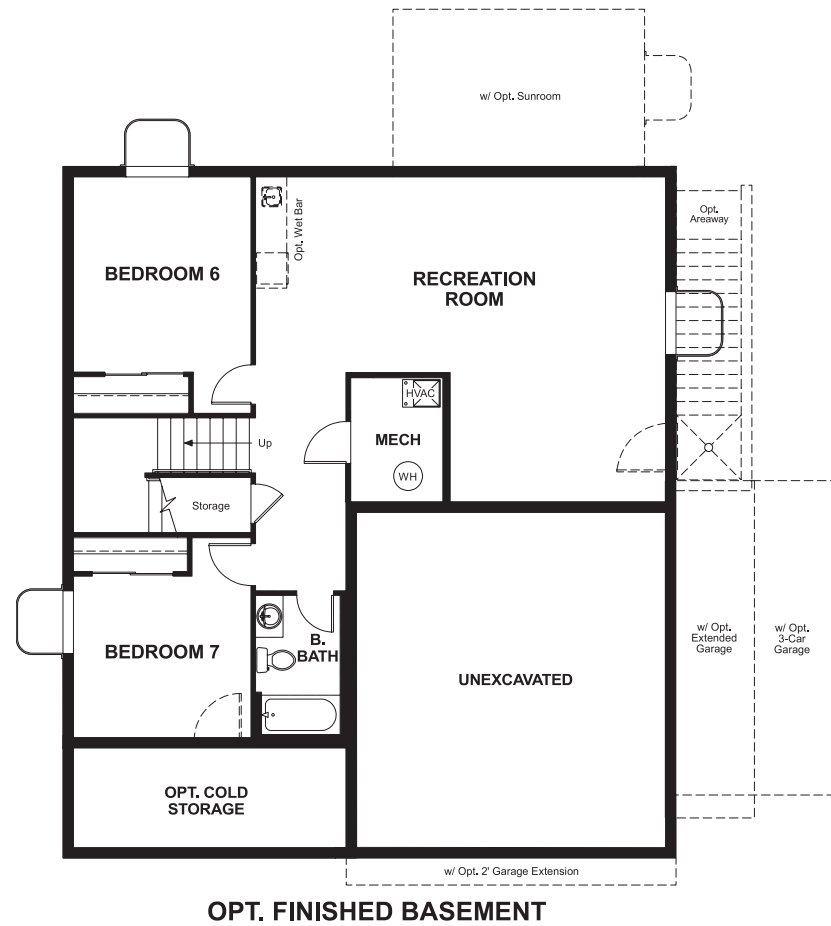 w/ Opt. Sunroom
Opt. Wet Bar
Opt.
Areaway
BEDROOM 6
RECREATION
ROOM
HVAC
MECH
Up
WH
Storage
w/ Opt.
Extended
Garage
w/ Opt.
3-Car
Garage
B.
BATH
BEDROOM 7
UNEXCAVATED
OPT. COLD
STORAGE
w/ Opt. 2' Garage Extension
OPT. FINISHED BASEMENT